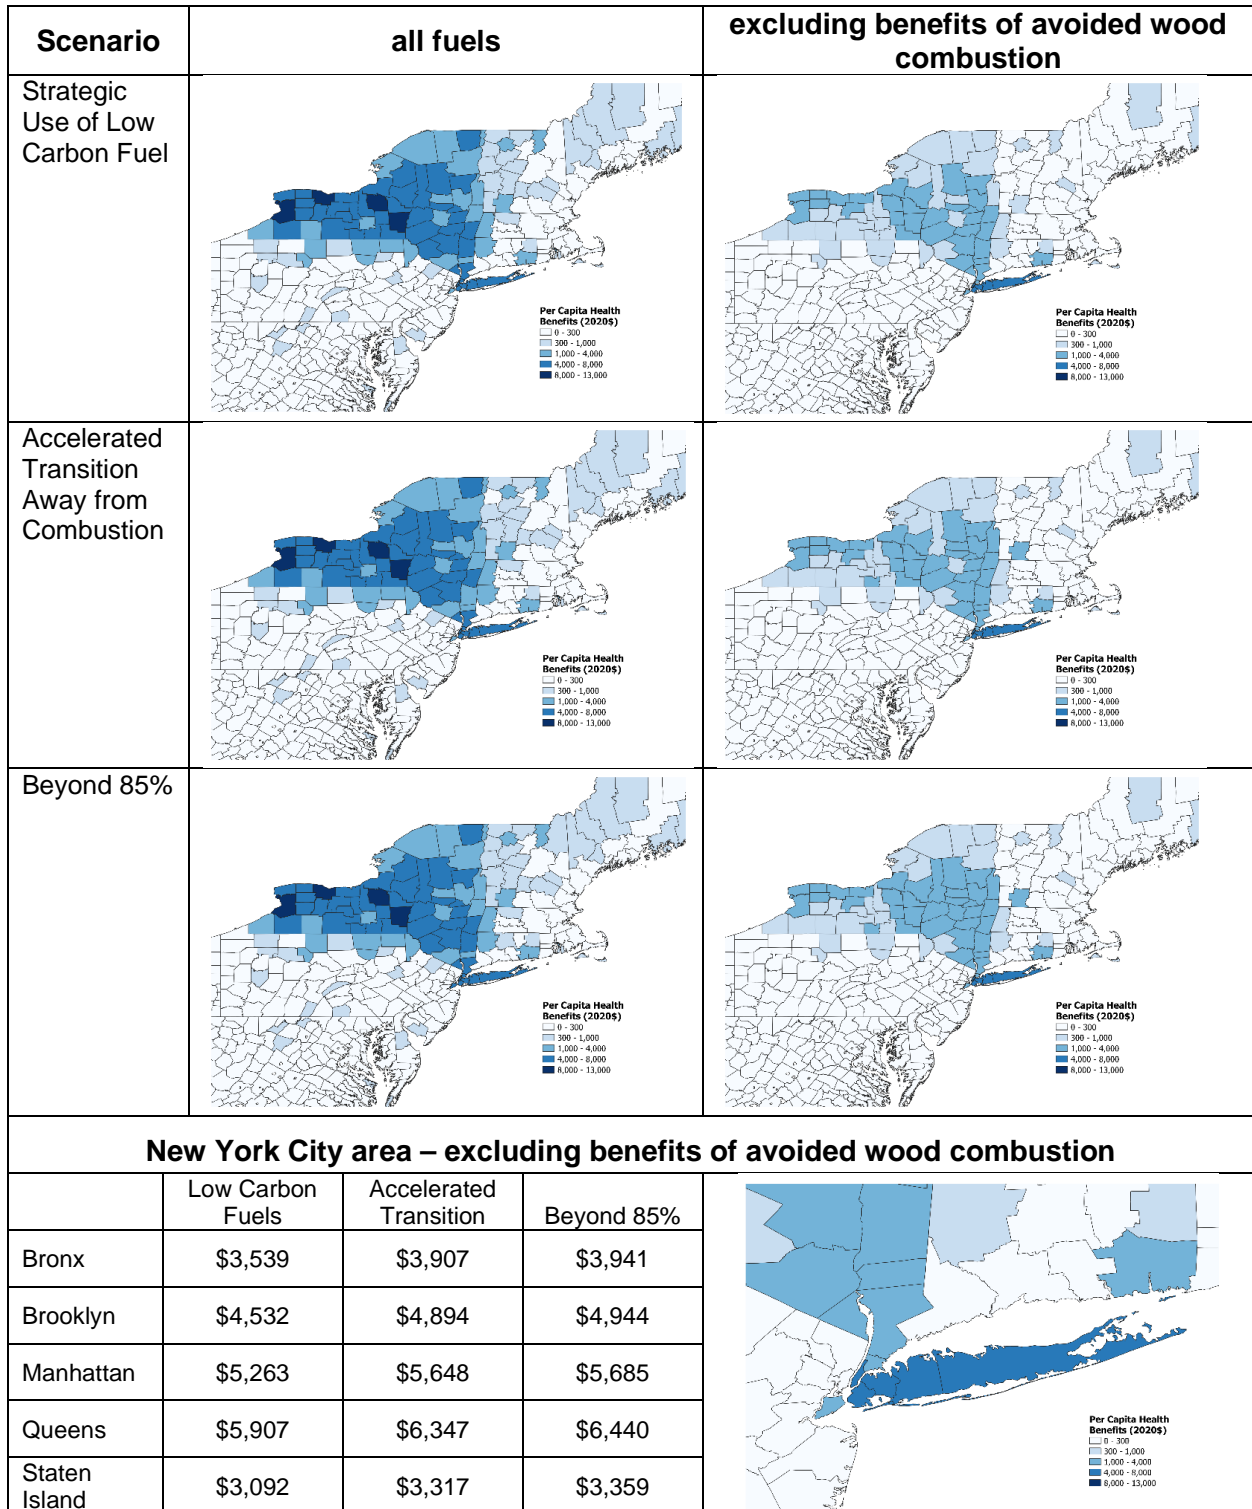 Scenario
all fuels
excluding benefits of avoided wood
combustion
Strategic
Use of Low
Carbon Fuel
Per Capita Health
Benefits (2020$)
0 - 300
300 - 1,000
1,000 - 4,000
4,000 - 8,000
8,000 - 13,000
Per Capita Health
Benefits (2020$)
0 - 300
300 - 1,000
1,000 - 4,000
4,000 - 8,000
8,000 - 13,000
Accelerated
Transition
Away from
Combustion
Per Capita Health
Benefits (2020$)
0 - 300
300 - 1,000
1,000 - 4,000
4,000 - 8,000
8,000 - 13,000
Per Capita Health
Benefits (2020$)
0 - 300
300 - 1,000
1,000 - 4,000
4,000 - 8,000
8,000 - 13,000
Beyond 85%
Per Capita Health
Benefits (2020$)
0 - 300
300 - 1,000
1,000 - 4,000
4,000 - 8,000
8,000 - 13,000
Per Capita Health
Benefits (2020$)
0 - 300
300 - 1,000
1,000 - 4,000
4,000 - 8,000
8,000 - 13,000
New York City area – excluding benefits of avoided wood combustion
Low Carbon
Fuels
Accelerated
Transition
Beyond 85%
Bronx $3,539 $3,907 $3,941
Brooklyn $4,532 $4,894 $4,944
Manhattan $5,263 $5,648 $5,685
Queens $5,907 $6,347 $6,440
Staten
Island
$3,092 $3,317 $3,359
Per Capita Health
Benefits (2020$)
0 - 300
300 - 1,000
1,000 - 4,000
4,000 - 8,000
8,000 - 13,000